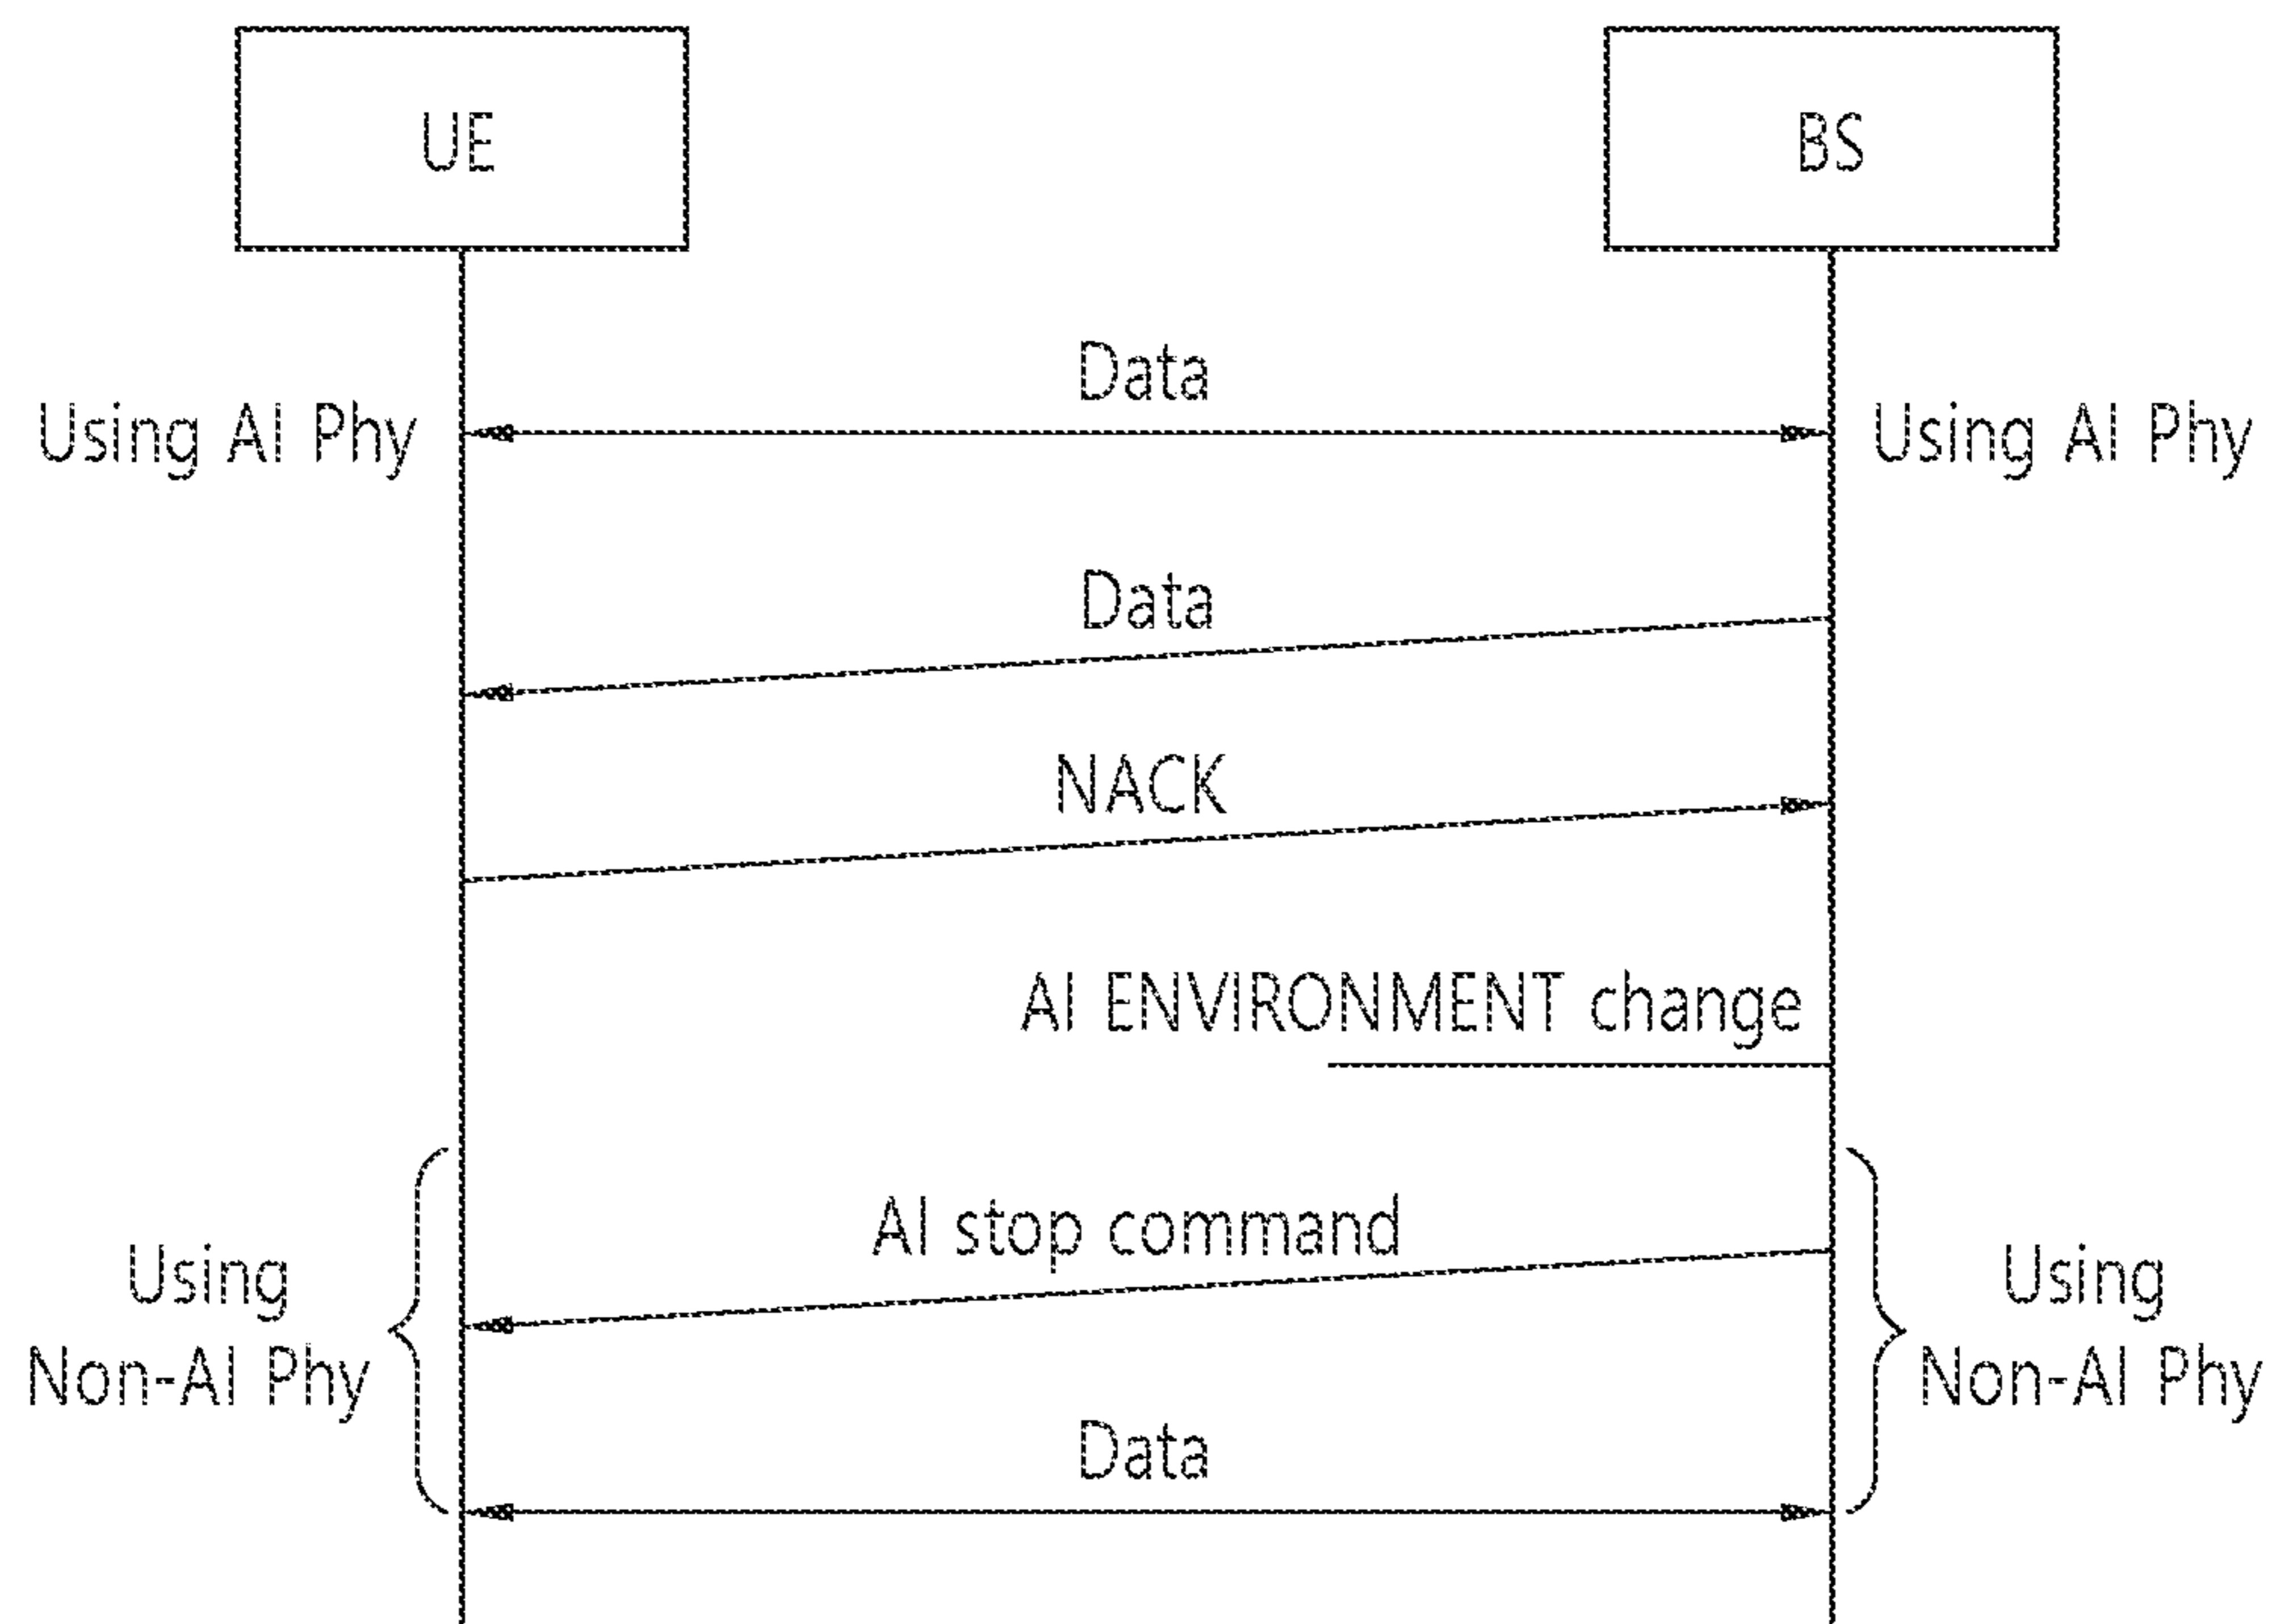 UE
BS
Data
Using AI Phy
Using AI Phy
Data
NACK
AI ENVIRONMENT change
AI stop command
Using
Non-AI Phy
Using
Non-AI Phy
Data